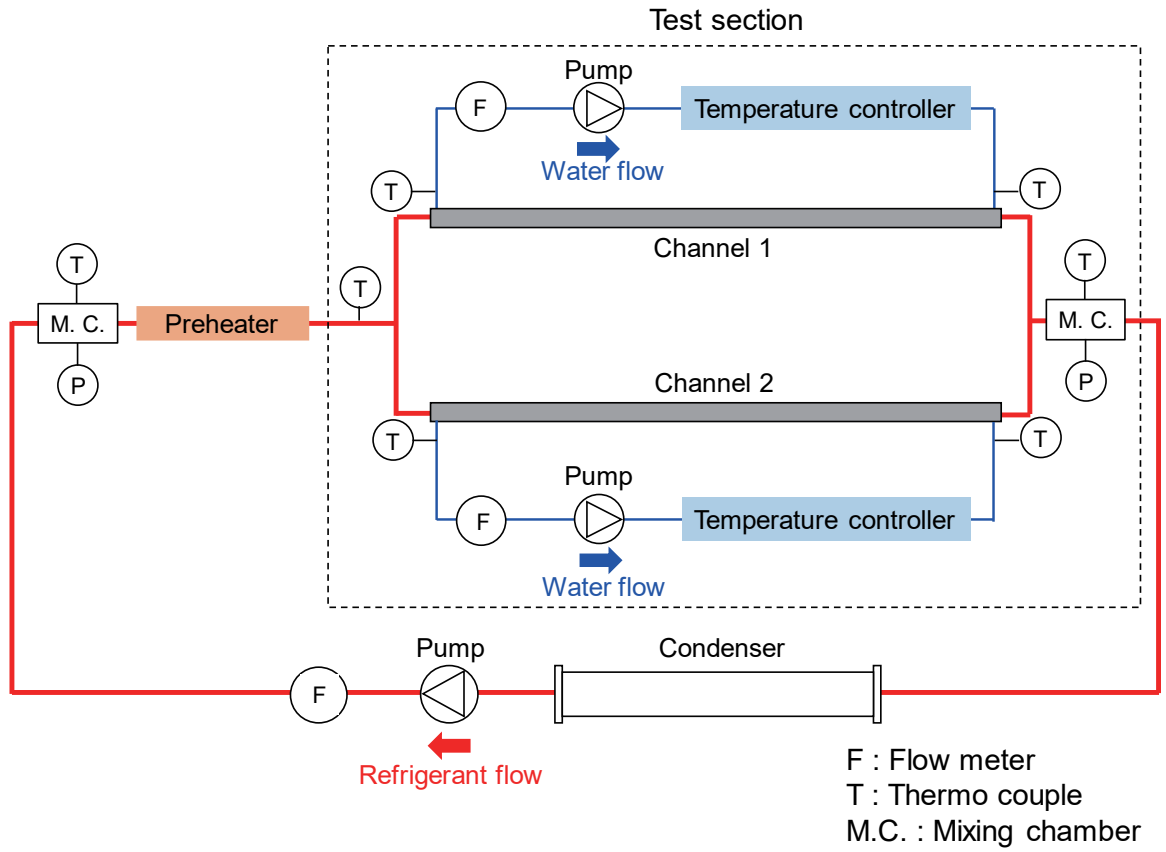 Test section
Pump
F
Temperature controller
Water flow
T
T
Channel 1
T
T
T
M. C.
Preheater
M. C.
P
P
Channel 2
T
T
Pump
F
Temperature controller
Water flow
Pump
Condenser
F
Refrigerant flow
F : Flow meter
T : Thermo couple
M.C. : Mixing chamber